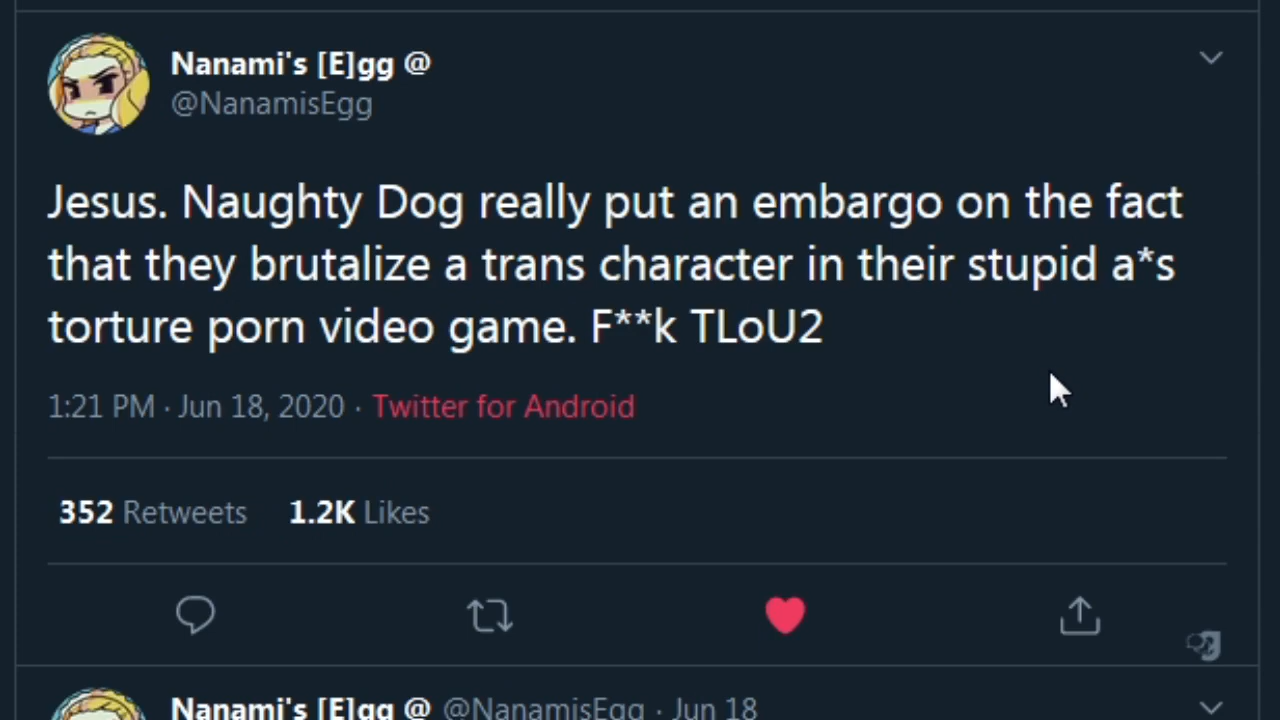 Nanami's [E]gg @
@NanamisEgg
Jesus. Naughty Dog really put an embargo on the fact
that they brutalize a trans character in their stupid a*s
torture porn video game. F**k TLoU2
1:21 PM · Jun 18, 2020 · Twitter for Android
352 Retweets 1.2K Likes
Nanami's [E]gg @ @NanamisEgg · Jun 18